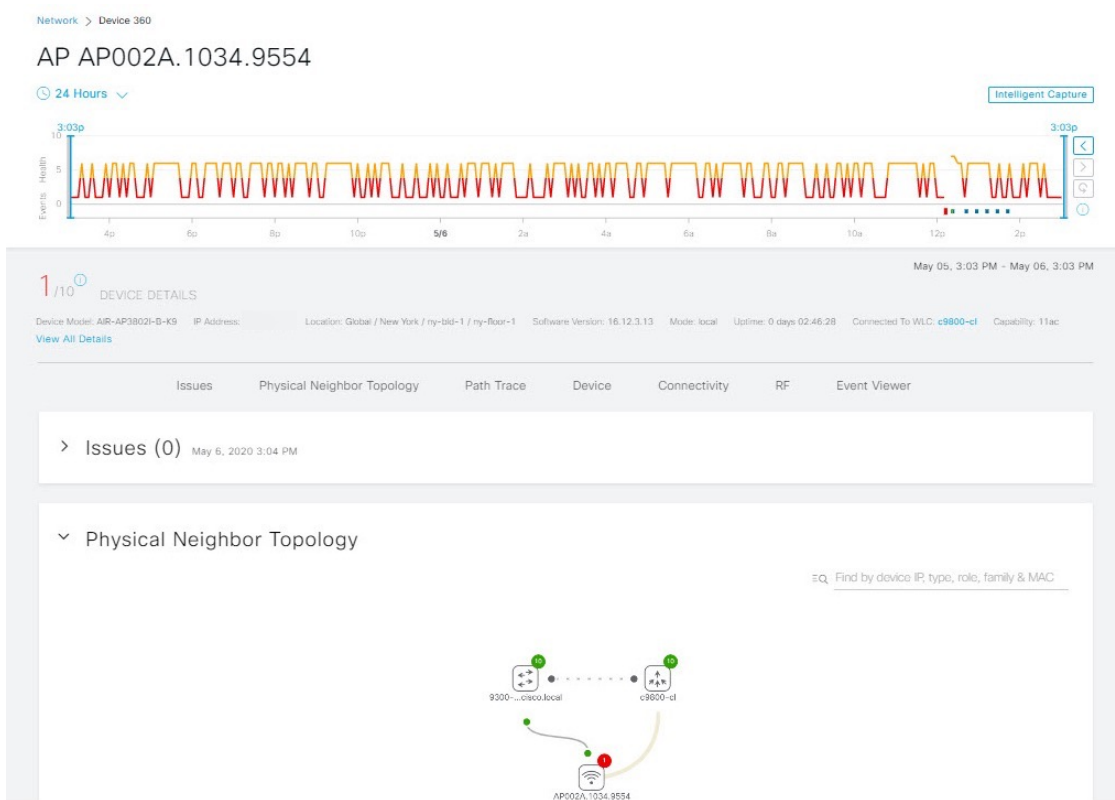 Network > Device 360
AP AP002A.1034.9554
24 Hours
Intelligent Capture
3:03p
3:03p
10
5
0
Health
Events
4p 6p 8p 10p 5/6 2a 4a 6a 8a 10a 12p 2p
May 05, 3:03 PM - May 06, 3:03 PM
1/10 DEVICE DETAILS
Device Model: AIR-AP3802I-B-K9 IP Address: Location: Global / New York / ny-bld-1 / ny-floor-1 Software Version: 16.12.3.13 Mode: local Uptime: 0 days 02:46:28 Connected To WLC: c9800-cl Capability: 11ac
View All Details
Issues Physical Neighbor Topology Path Trace Device Connectivity RF Event Viewer
Issues (0) May 6, 2020 3:04 PM
Physical Neighbor Topology
Find by device IP, type, role, family & MAC
10
10
9300-...cisco.local
c9800-cl
1
AP002A.1034.9554